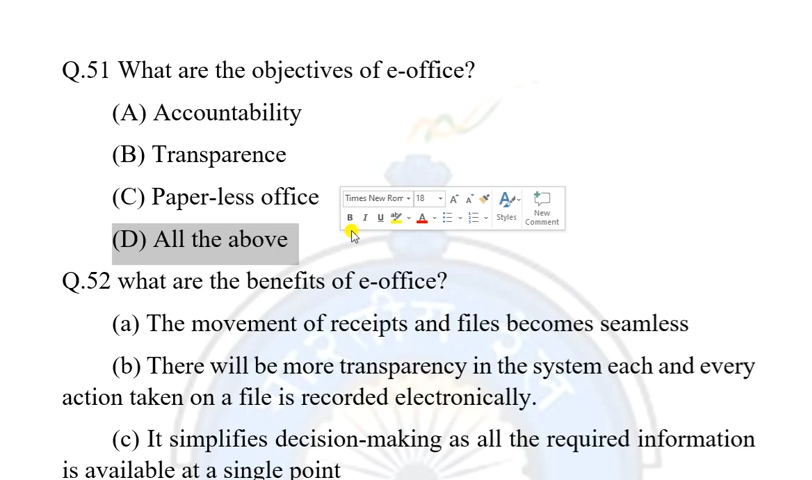 Q.51 What are the objectives of e-office?
(A) Accountability
(B) Transparence
(C) Paper-less office
Times New Rom 18
Styles New Comment
(D) All the above
Q.52 what are the benefits of e-office?
(a) The movement of receipts and files becomes seamless
(b) There will be more transparency in the system each and every
action taken on a file is recorded electronically.
(c) It simplifies decision-making as all the required information
is available at a single point